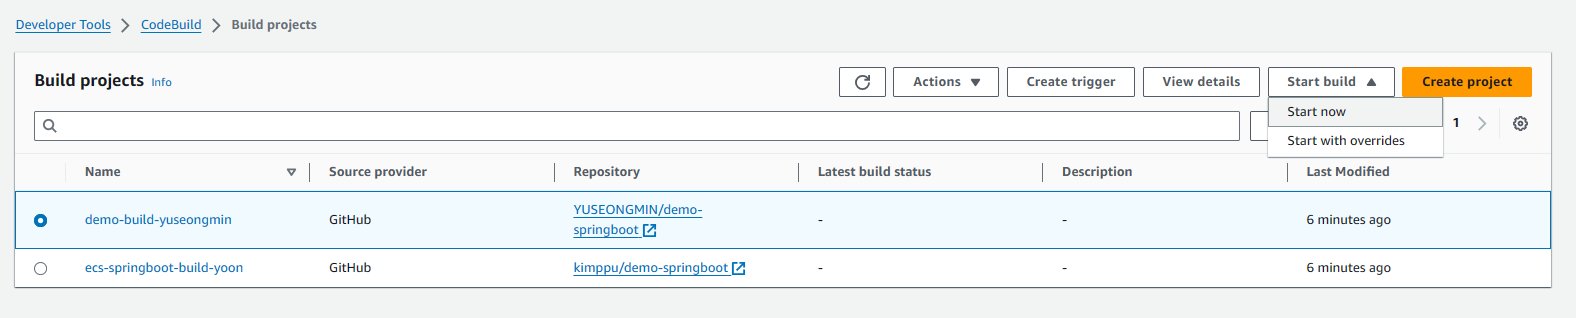 Developer Tools > CodeBuild > Build projects
Build projects Info
Actions
Create trigger
View details
Start build
Create project
Start now
Start with overrides
1
Name
Source provider
Repository
Latest build status
Description
Last Modified
demo-build-yuseongmin
GitHub
YUSEONGMIN/demo-
springboot
-
-
6 minutes ago
ecs-springboot-build-yoon
GitHub
kimppu/demo-springboot
-
-
6 minutes ago